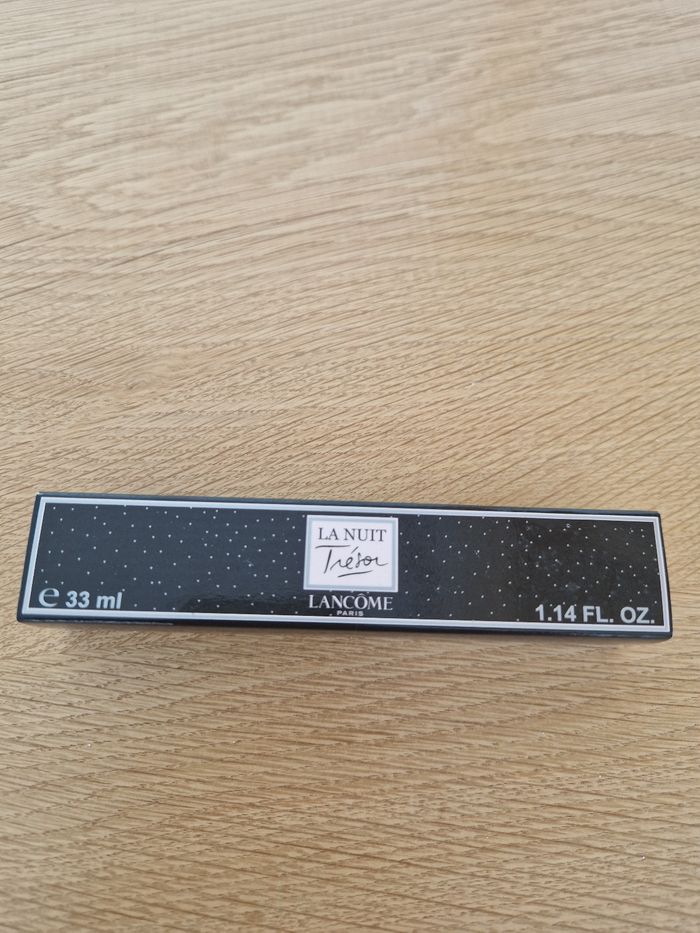 LA NUIT
Trésor
LANCÔME
PARIS
℮ 33 ml
1.14 FL. OZ.